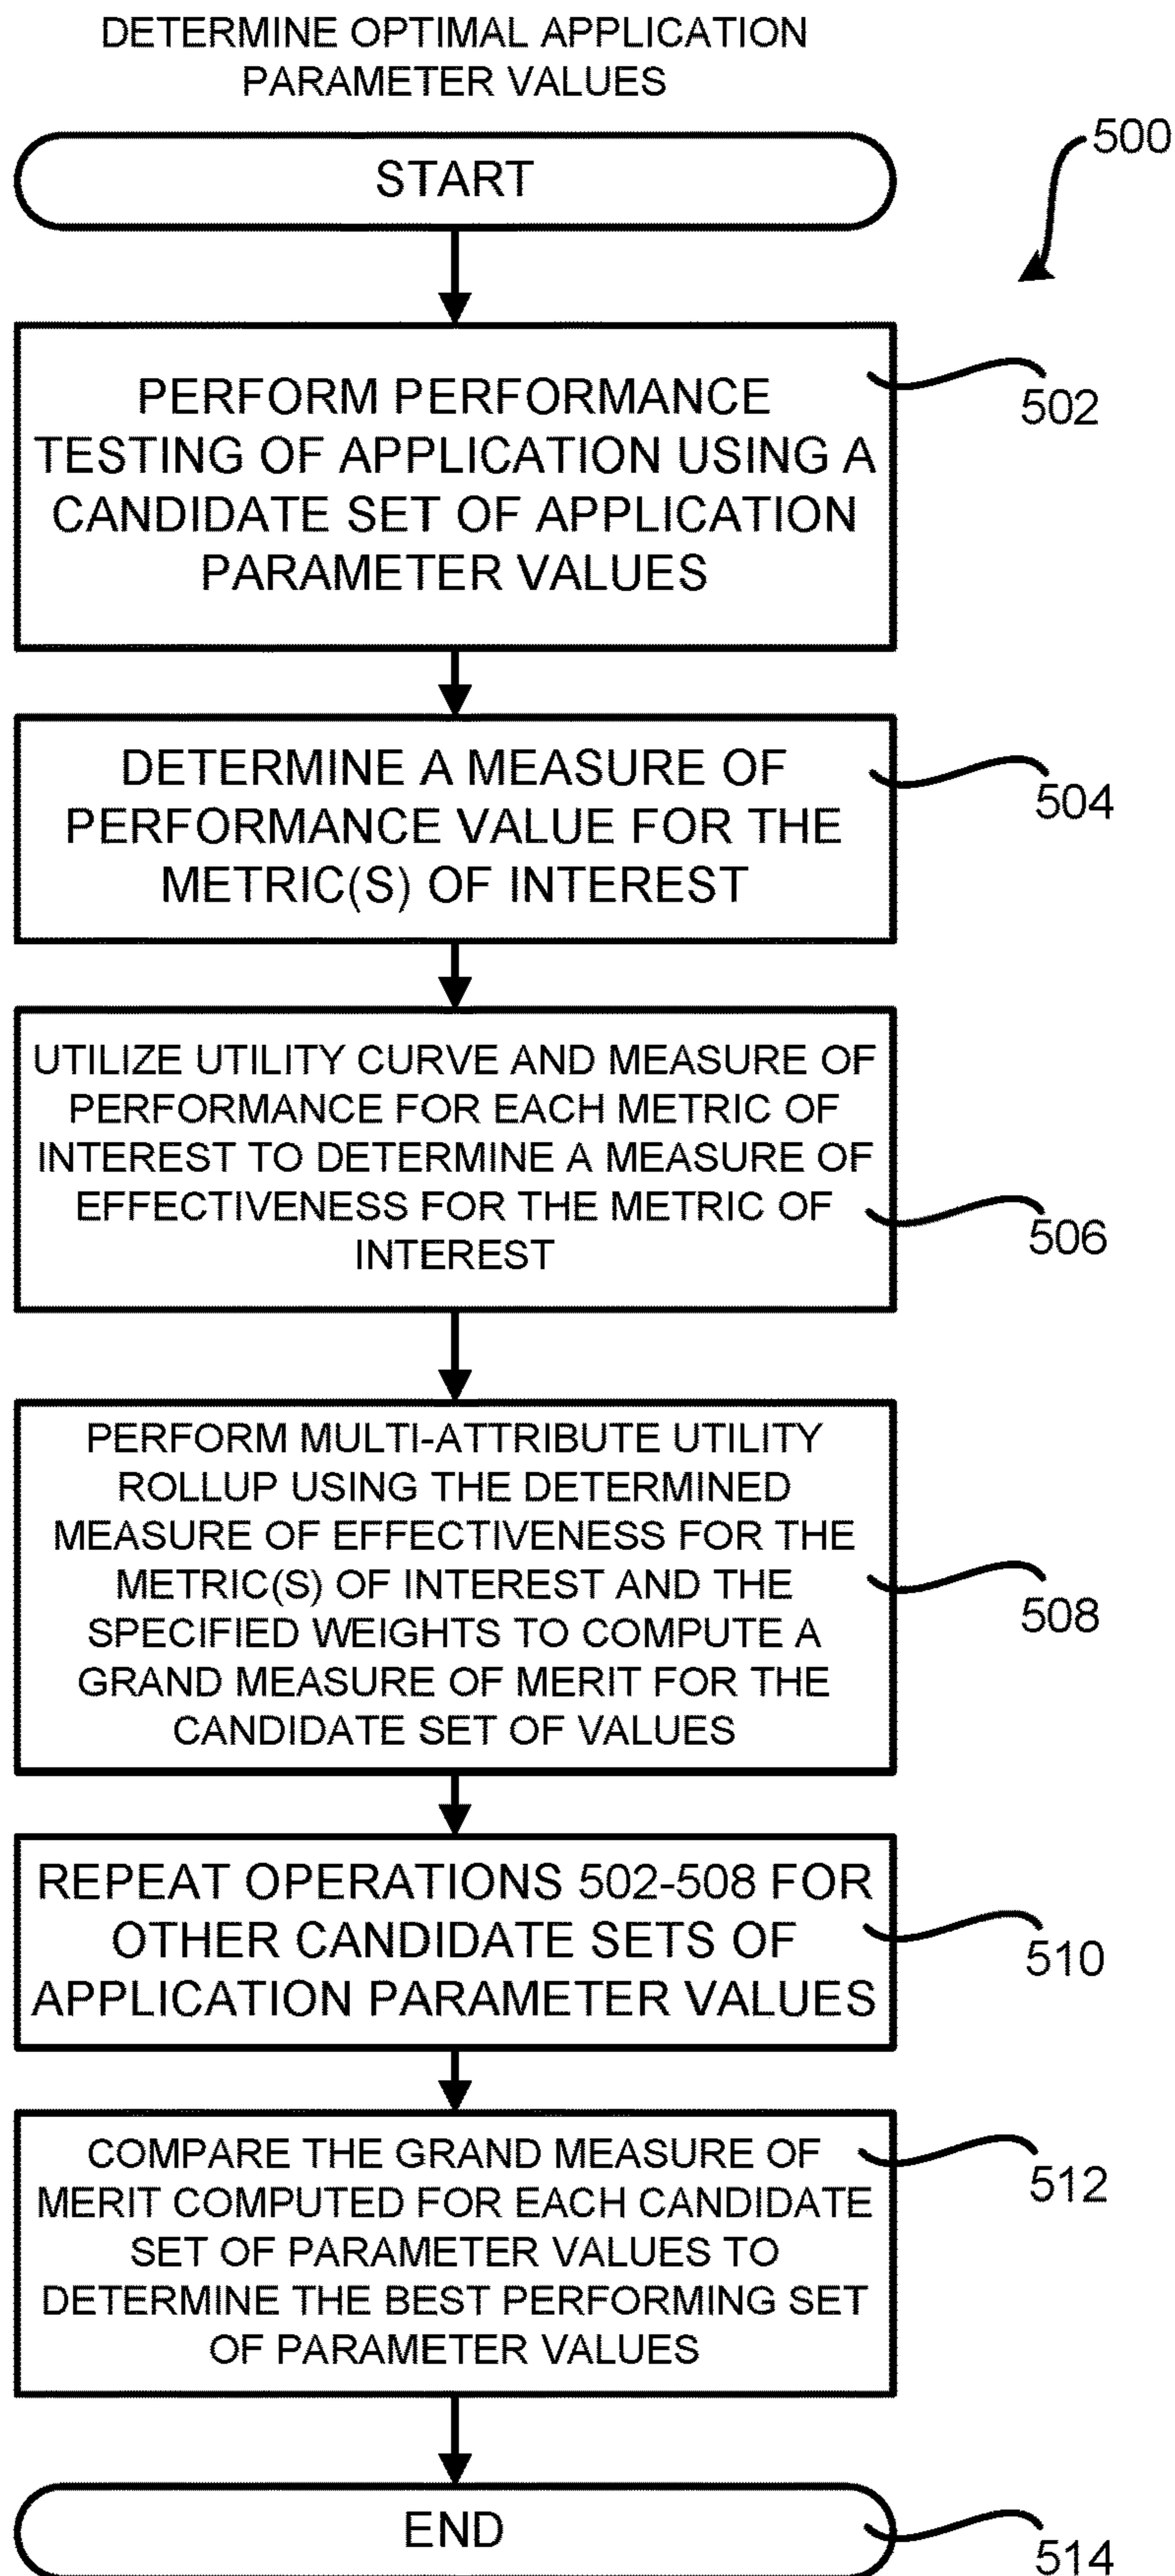 DETERMINE OPTIMAL APPLICATION
PARAMETER VALUES
START
500
PERFORM PERFORMANCE
TESTING OF APPLICATION USING A
CANDIDATE SET OF APPLICATION
PARAMETER VALUES
502
DETERMINE A MEASURE OF
PERFORMANCE VALUE FOR THE
METRIC(S) OF INTEREST
504
UTILIZE UTILITY CURVE AND MEASURE OF
PERFORMANCE FOR EACH METRIC OF
INTEREST TO DETERMINE A MEASURE OF
EFFECTIVENESS FOR THE METRIC OF
INTEREST
506
PERFORM MULTI-ATTRIBUTE UTILITY
ROLLUP USING THE DETERMINED
MEASURE OF EFFECTIVENESS FOR THE
METRIC(S) OF INTEREST AND THE
SPECIFIED WEIGHTS TO COMPUTE A
GRAND MEASURE OF MERIT FOR THE
CANDIDATE SET OF VALUES
508
REPEAT OPERATIONS 502-508 FOR
OTHER CANDIDATE SETS OF
APPLICATION PARAMETER VALUES
510
COMPARE THE GRAND MEASURE OF
MERIT COMPUTED FOR EACH CANDIDATE
SET OF PARAMETER VALUES TO
DETERMINE THE BEST PERFORMING SET
OF PARAMETER VALUES
512
END
514